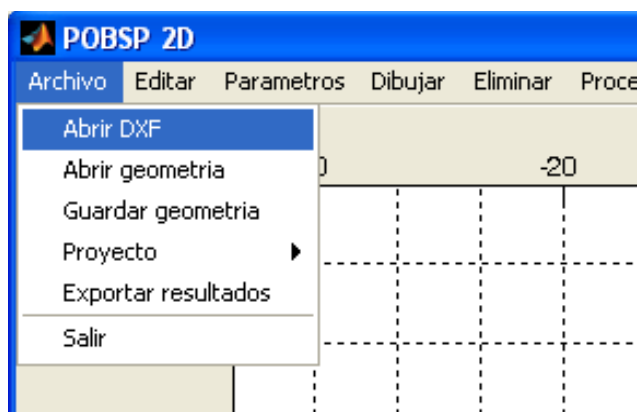 POBSP 2D
Archivo Editar Parametros Dibujar Eliminar
Abrir DXF
Abrir geometria
-20
Guardar geometria
Proyecto
Exportar resultados
Salir